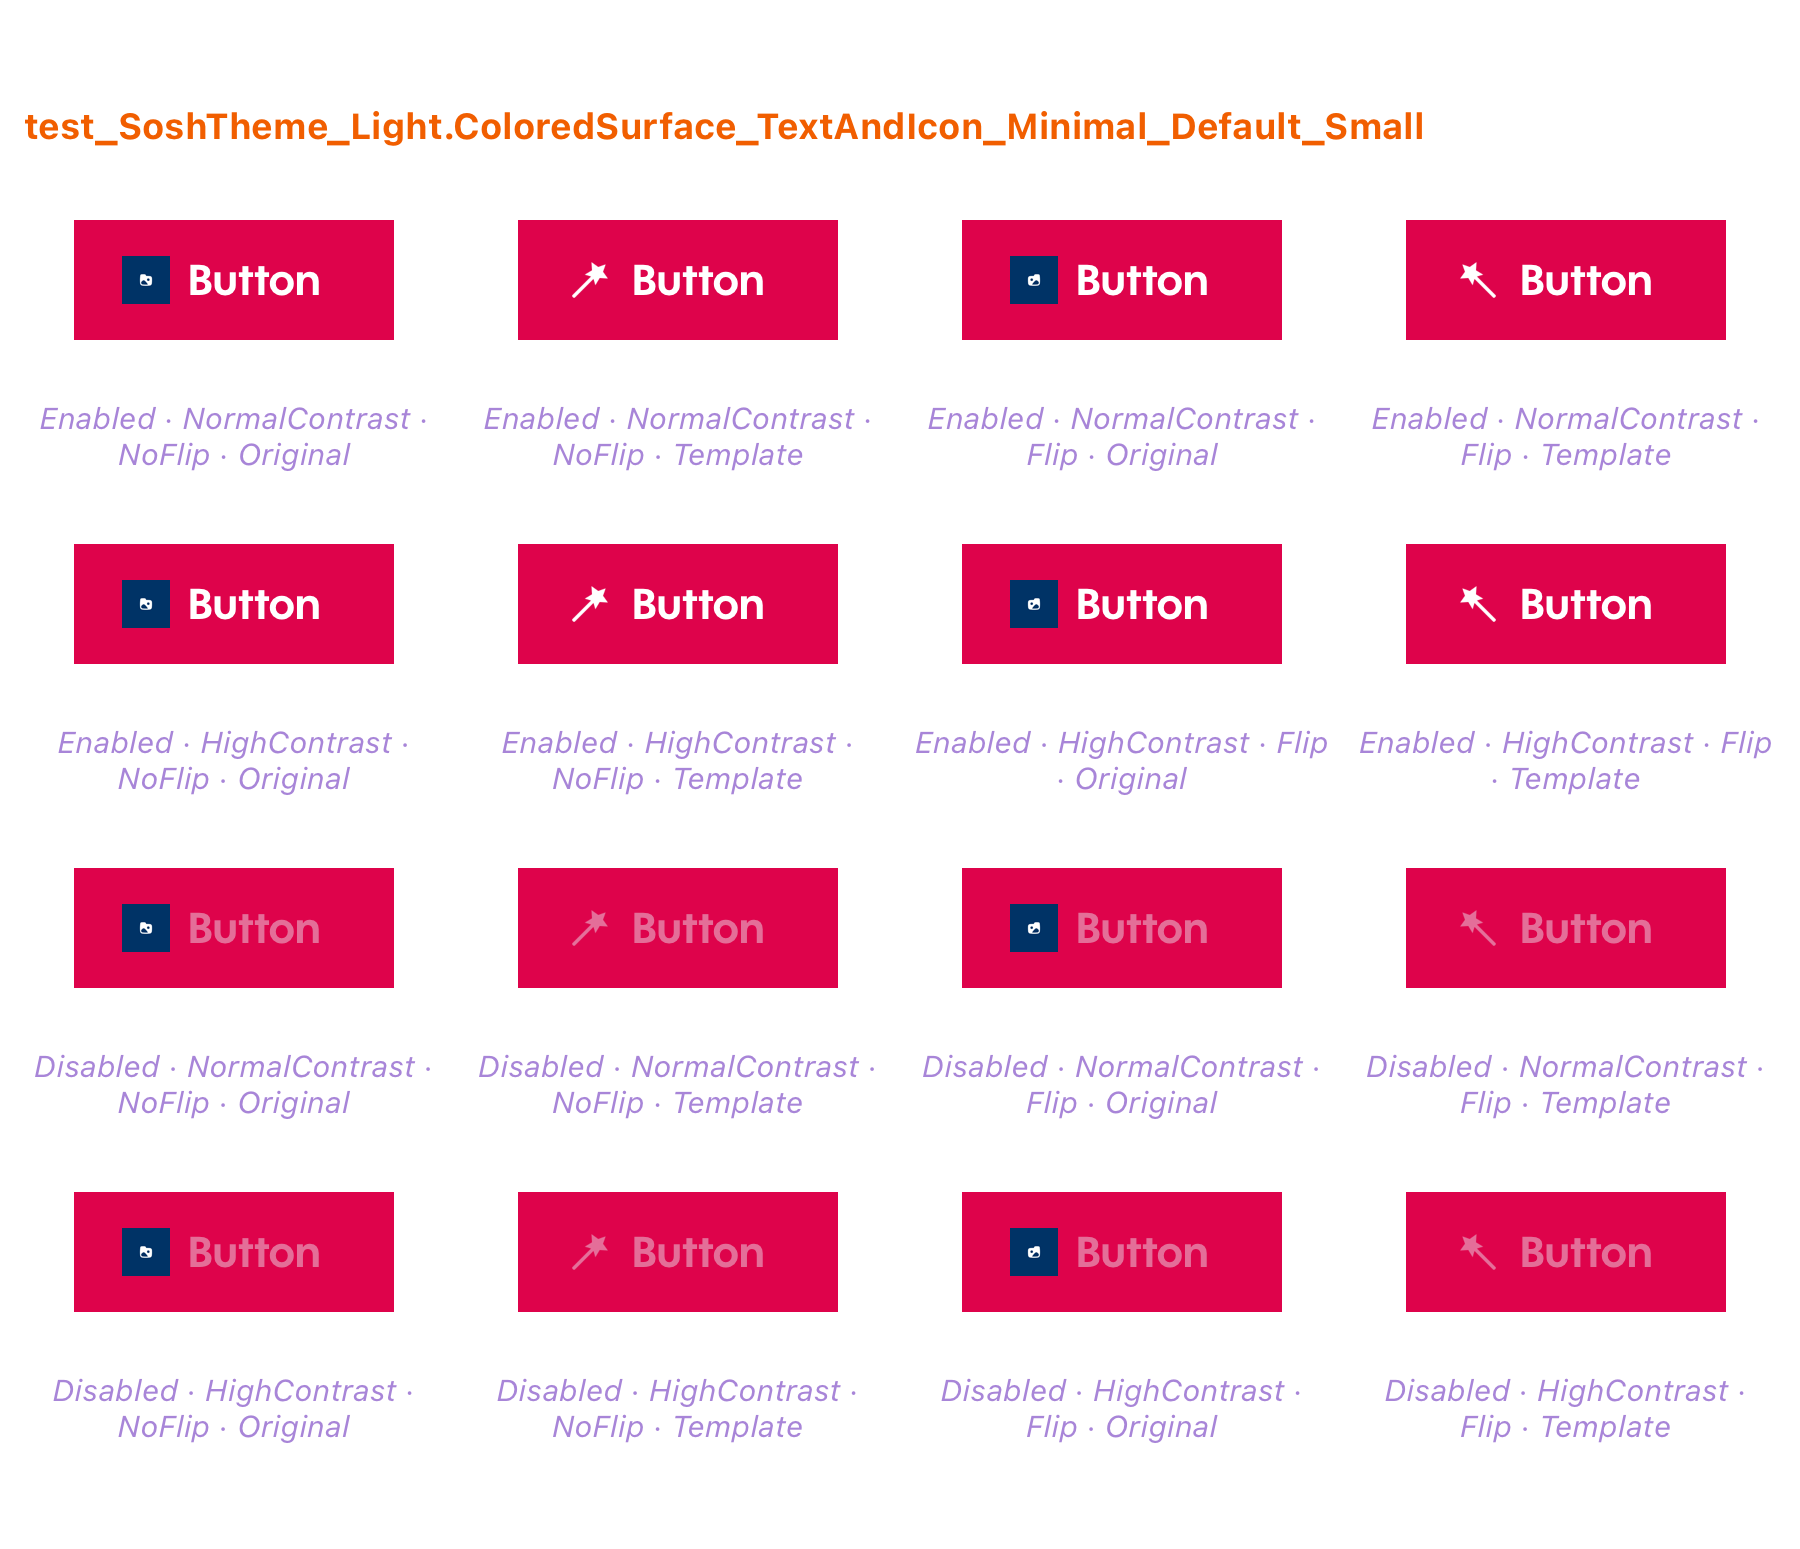 test_SoshTheme_Light.ColoredSurface_TextAndIcon_Minimal_Default_Small
Button
Button
Button
Button
Enabled · NormalContrast ·
NoFlip · Original
Enabled · NormalContrast ·
NoFlip · Template
Enabled · NormalContrast ·
Flip · Original
Enabled · NormalContrast ·
Flip · Template
Button
Button
Button
Button
Enabled · HighContrast ·
NoFlip · Original
Enabled · HighContrast ·
NoFlip · Template
Enabled · HighContrast · Flip
· Original
Enabled · HighContrast · Flip
· Template
Button
Button
Button
Button
Disabled · NormalContrast ·
NoFlip · Original
Disabled · NormalContrast ·
NoFlip · Template
Disabled · NormalContrast ·
Flip · Original
Disabled · NormalContrast ·
Flip · Template
Button
Button
Button
Button
Disabled · HighContrast ·
NoFlip · Original
Disabled · HighContrast ·
NoFlip · Template
Disabled · HighContrast ·
Flip · Original
Disabled · HighContrast ·
Flip · Template